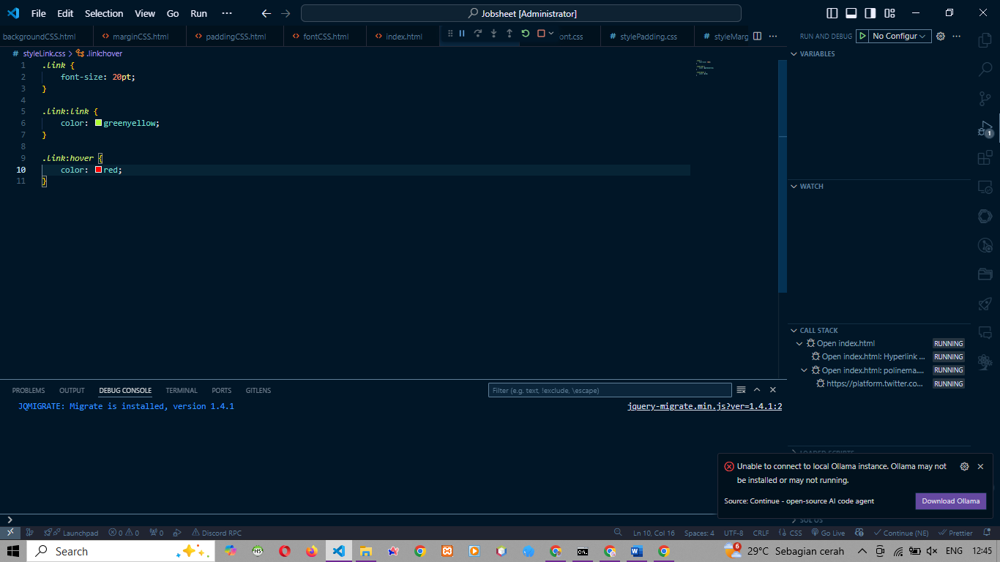 File Edit Selection View Go Run ··· Jobsheet [Administrator]
backgroundCSS.html marginCSS.html paddingCSS.html fontCSS.html index.html ont.css stylePadding.css styleMarg ···
RUN AND DEBUG No Configur ···
styleLink.css > .link:hover
1 .link {
2 font-size: 20pt;
3 }
4
5 .link:link {
6 color: greenyellow;
7 }
8
9 .link:hover {
10 color: red;
11 }
VARIABLES
WATCH
CALL STACK
Open index.html RUNNING
Open index.html: Hyperlink ... RUNNING
Open index.html: polinema.... RUNNING
https://platform.twitter.co... RUNNING
1
PROBLEMS OUTPUT DEBUG CONSOLE TERMINAL PORTS GITLENS
Filter (e.g. text, !exclude, \escape)
JQMIGRATE: Migrate is installed, version 1.4.1 jquery-migrate.min.js?ver=1.4.1:2
LOADED SCRIPTS
Unable to connect to local Ollama instance. Ollama may not
be installed or may not running.
Source: Continue - open-source AI code agent
Download Ollama
Launchpad 0 0 0 Discord RPC
Ln 10, Col 16 Spaces: 4 UTF-8 CRLF CSS Go Live Continue (NE) Prettier
Search
HS
6
29°C Sebagian cerah ENG 12:45